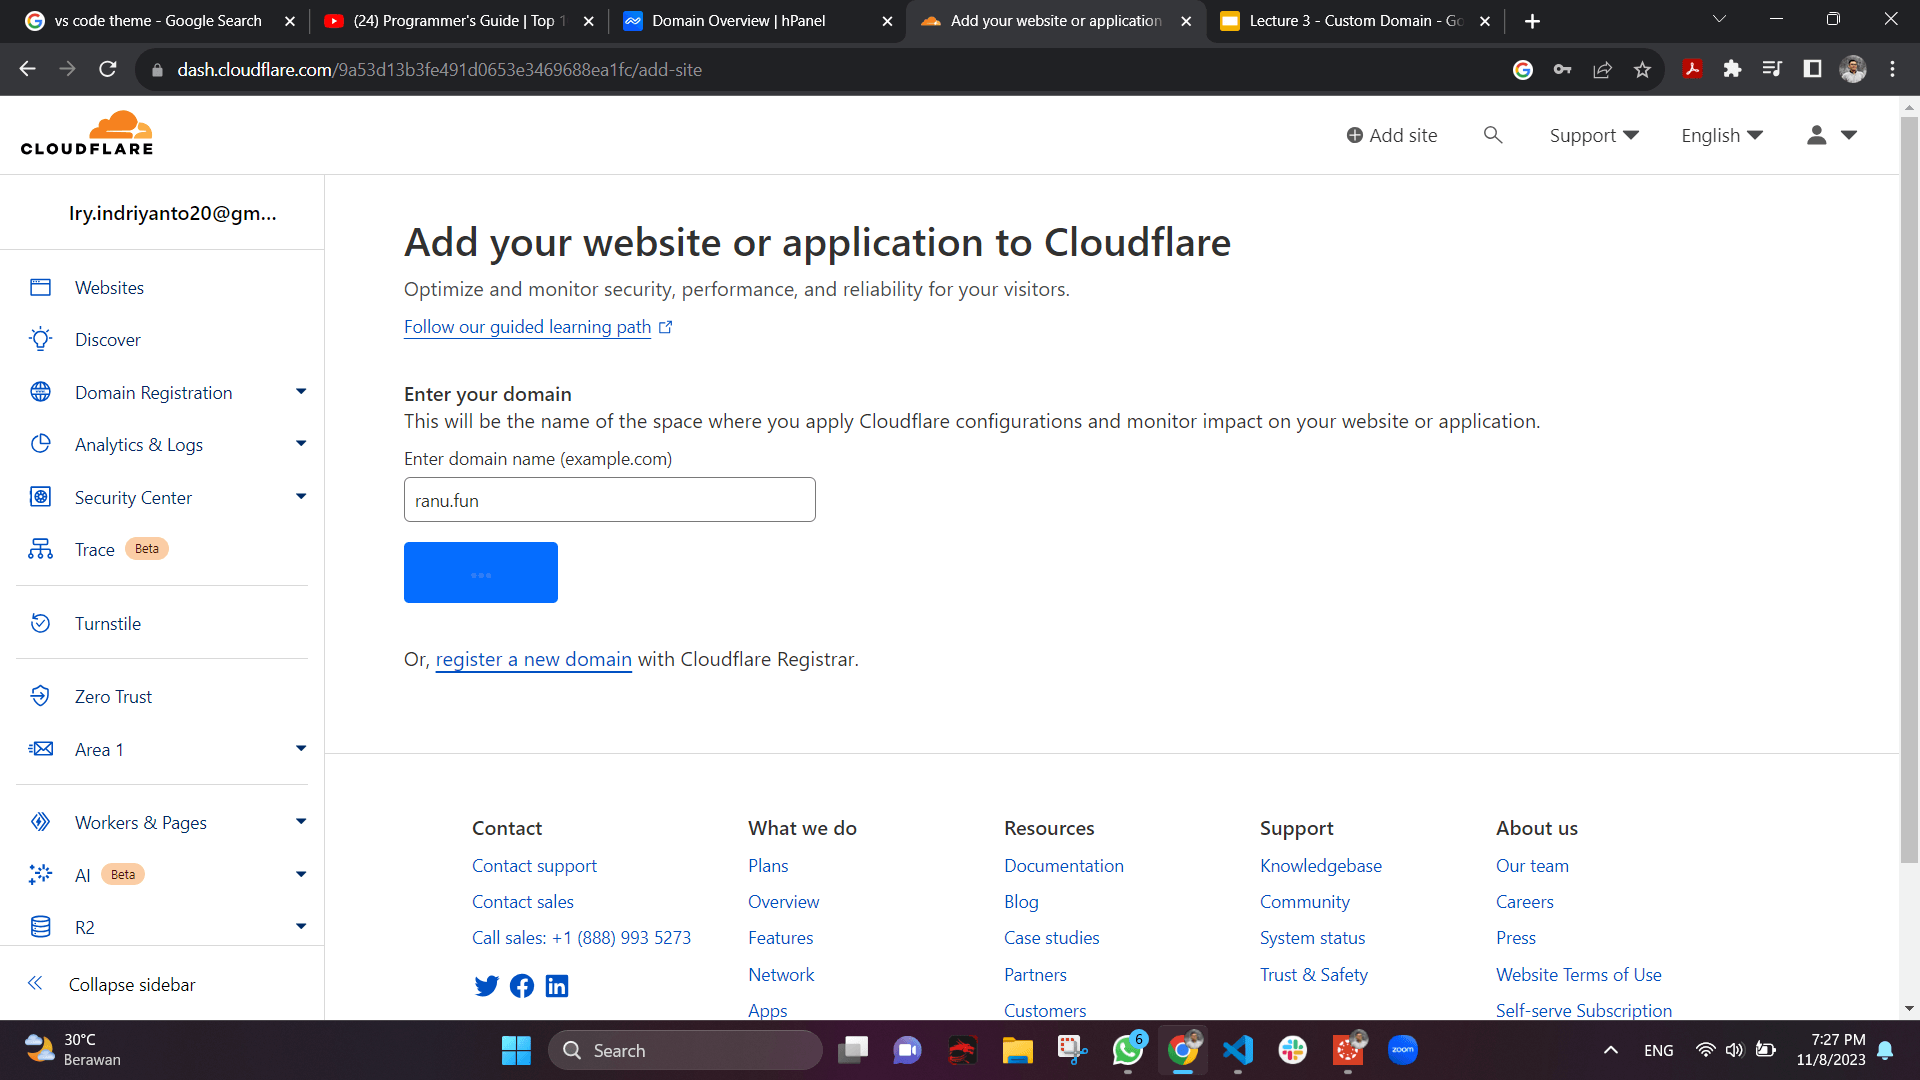 vs code theme - Google Search
(24) Programmer's Guide | Top 1
Domain Overview | hPanel
Add your website or application
Lecture 3 - Custom Domain - Go
dash.cloudflare.com/9a53d13b3fe491d0653e3469688ea1fc/add-site
CLOUDFLARE
Add site
Support
English
Iry.indriyanto20@gm...
Websites
Discover
Domain Registration
Analytics & Logs
Security Center
Trace Beta
Turnstile
Zero Trust
Area 1
Workers & Pages
AI Beta
R2
Collapse sidebar
Add your website or application to Cloudflare
Optimize and monitor security, performance, and reliability for your visitors.
Follow our guided learning path
Enter your domain
This will be the name of the space where you apply Cloudflare configurations and monitor impact on your website or application.
Enter domain name (example.com)
ranu.fun
Or, register a new domain with Cloudflare Registrar.
Contact
Contact support
Contact sales
Call sales: +1 (888) 993 5273
What we do
Plans
Overview
Features
Network
Apps
Resources
Documentation
Blog
Case studies
Partners
Customers
Support
Knowledgebase
Community
System status
Trust & Safety
About us
Our team
Careers
Press
Website Terms of Use
Self-serve Subscription
30°C
Berawan
Search
6
zoom
ENG
7:27 PM
11/8/2023